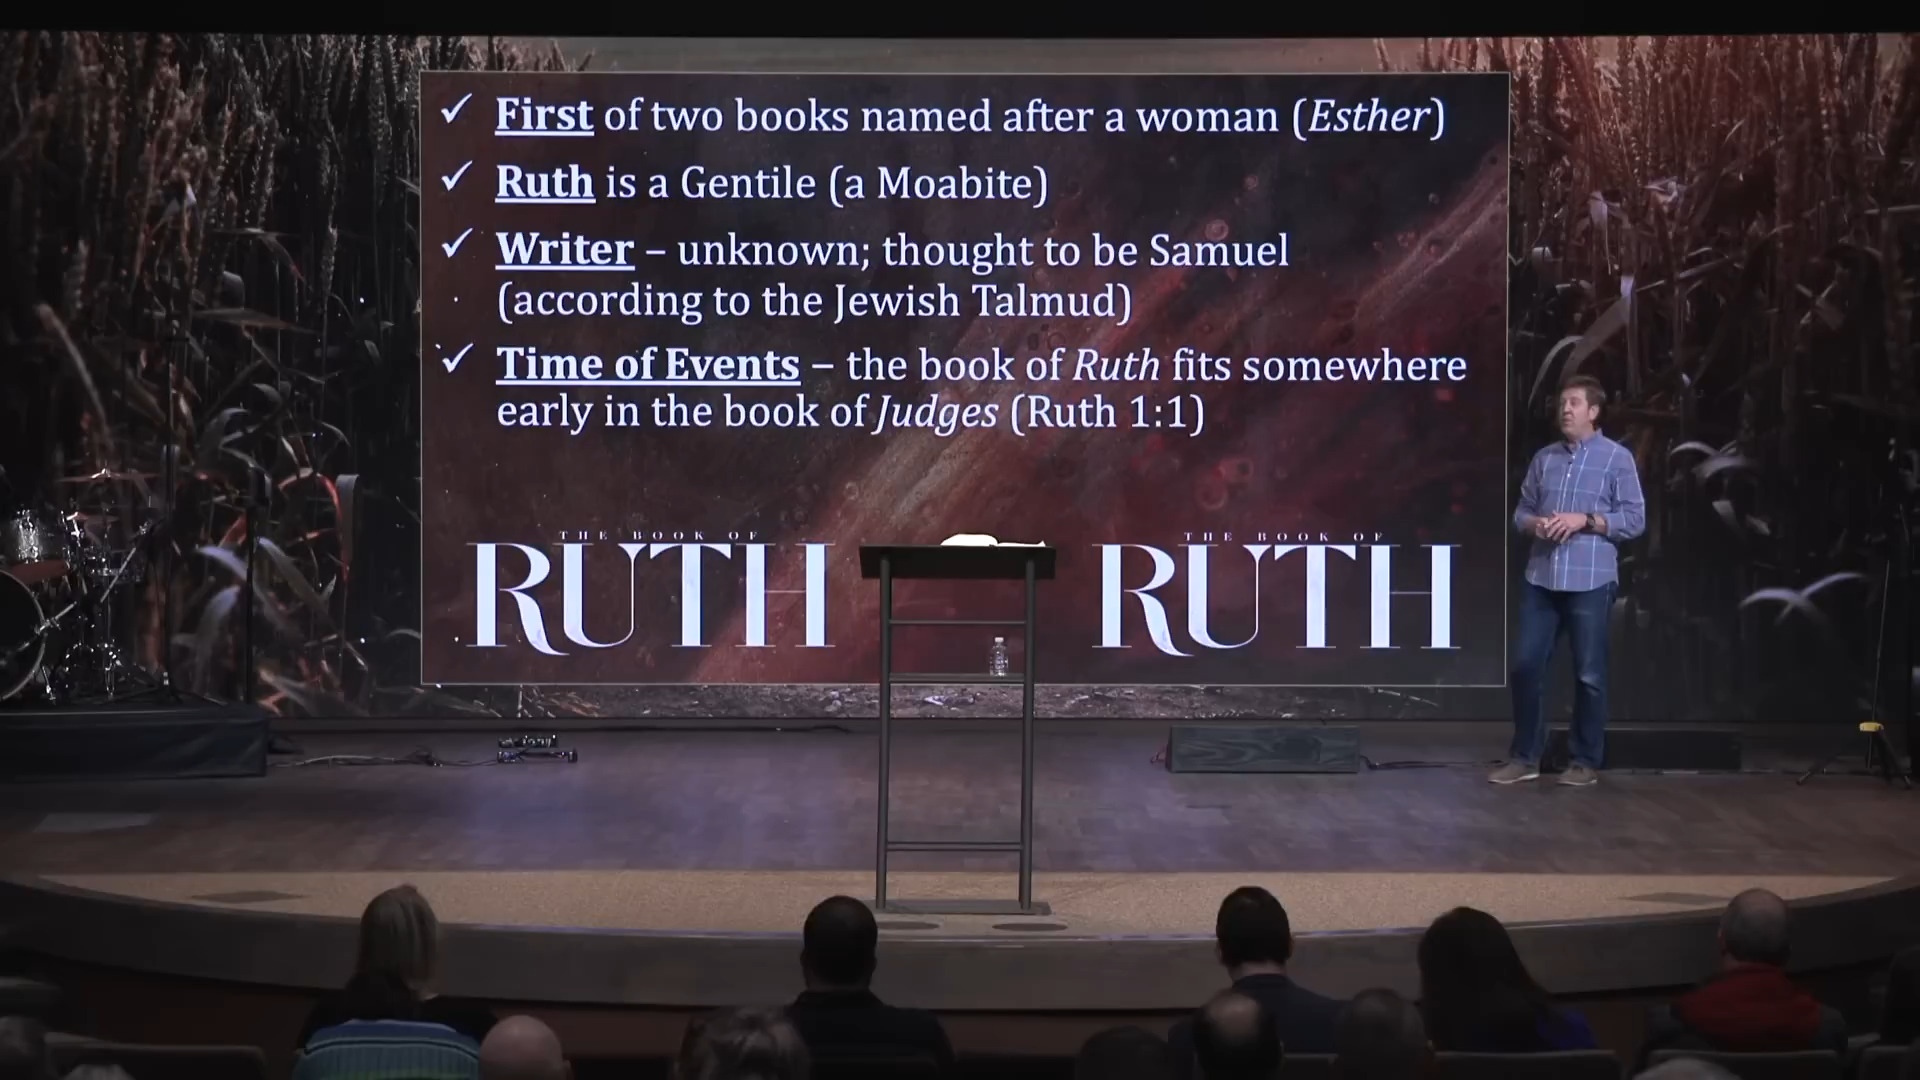 ✓ First of two books named after a woman (Esther)
✓ Ruth is a Gentile (a Moabite)
✓ Writer – unknown; thought to be Samuel
(according to the Jewish Talmud)
✓ Time of Events – the book of Ruth fits somewhere
early in the book of Judges (Ruth 1:1)
THE BOOK OF
RUTH
THE BOOK OF
RUTH